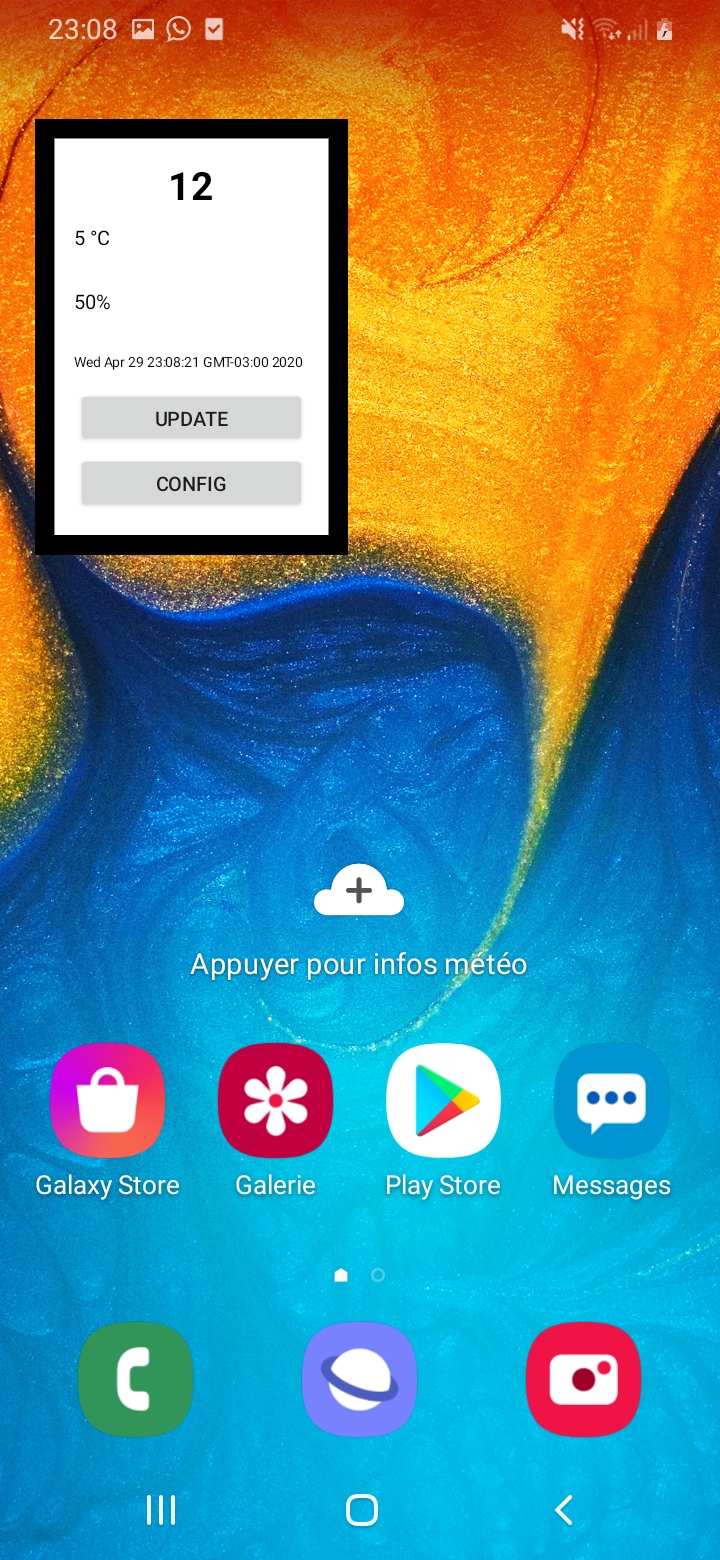 23:08
12
5 °C
50%
Wed Apr 29 23:08:21 GMT-03:00 2020
UPDATE
CONFIG
Appuyer pour infos météo
Galaxy Store Galerie Play Store Messages